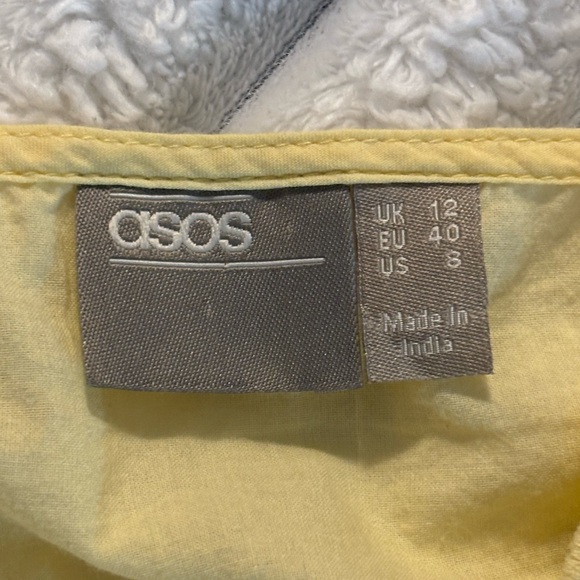 asos
UK 12
EU 40
US 8
Made In
India